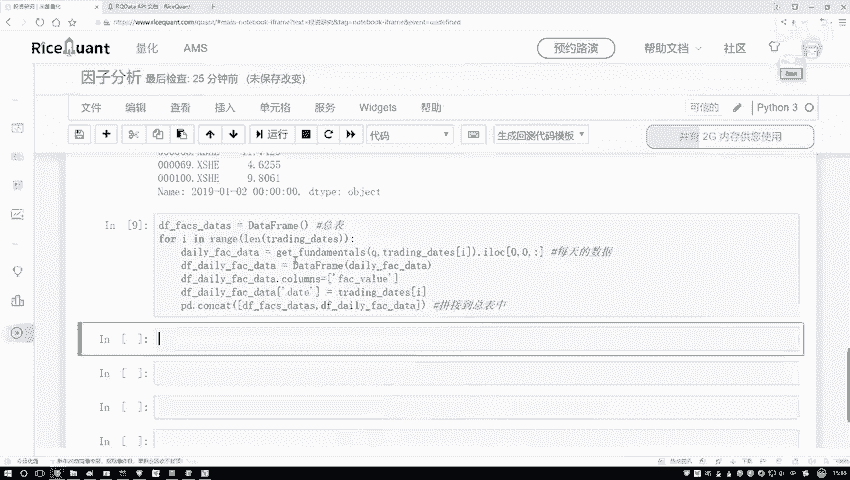 RQData API 文档 - RiceQuant
RiceQuant 量化 AMS 预约路演 帮助文档 社区
因子分析 最后检查: 25 分钟前 (未保存改变)
文件 编辑 查看 插入 单元格 服务 Widgets 帮助 可信的 Python 3
运行 代码 生成回测代码模板 2G 内存供您使用
000069.XSHE 4.6255
000100.XSHE 9.8061
Name: 2019-01-02 00:00:00, dtype: object
In [9]: df_facs_datas = DataFrame() #总表
for i in range(len(trading_dates)):
daily_fac_data = get_fundamentals(q,trading_dates[i]).iloc[0,0,:] #每天的数据
df_daily_fac_data = DataFrame(daily_fac_data)
df_daily_fac_data.columns=['fac_value']
df_daily_fac_data['date'] = trading_dates[i]
pd.concat([df_facs_datas,df_daily_fac_data]) #拼接到总表中
In [ ]:
In [ ]:
In [ ]:
In [ ]: